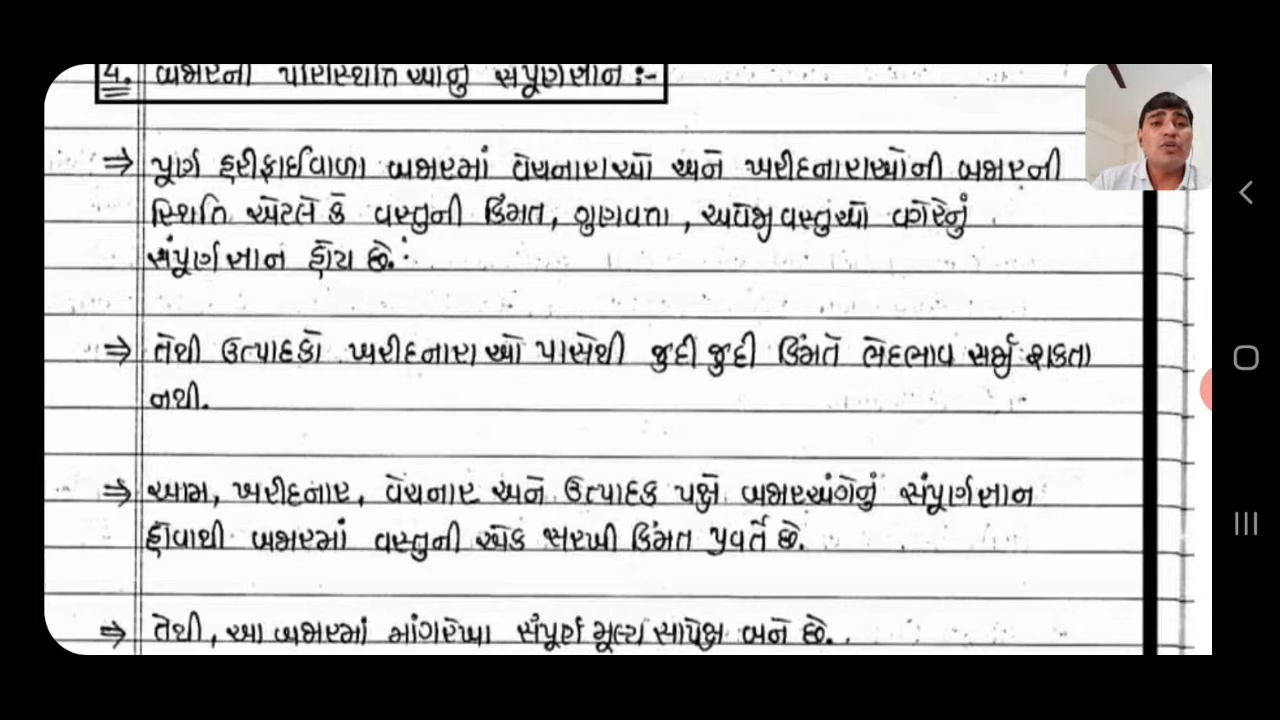 4. બજારની પરિસ્થિતિઓનું સંપૂર્ણજ્ઞાન :-
⇒ પૂર્ણ હરીફાઈવાળા બજારમાં વેચનારાઓ અને ખરીદનારાઓની બજારની
સ્થિતિ એટલે કે વસ્તુની કિંમત, ગુણવત્તા, અવેજી વસ્તુઓ વગેરેનું
સંપૂર્ણ જ્ઞાન હોય છે.
⇒ તેથી ઉત્પાદકો ખરીદનારાઓ પાસેથી જુદી જુદી કિંમતે ભેદભાવ સર્જી શકતા
નથી.
⇒ આમ, ખરીદનાર, વેચનાર અને ઉત્પાદક પક્ષે બજારઅંગેનું સંપૂર્ણજ્ઞાન
હોવાથી બજારમાં વસ્તુની એક સરખી કિંમત પ્રવર્તે છે.
⇒ તેથી, આ બજારમાં માંગરેખા સંપૂર્ણ મૂલ્ય સાપેક્ષ બને છે.